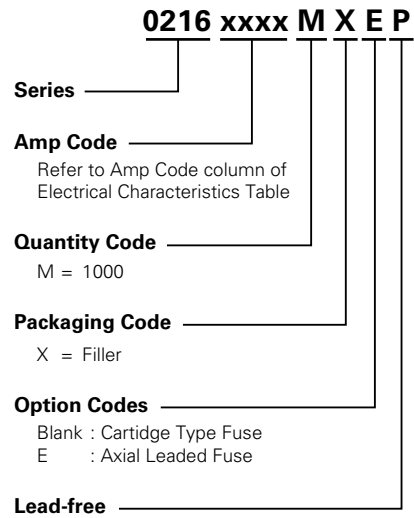 0216 xxxx M X E P
Series
Amp Code
Refer to Amp Code column of
Electrical Characteristics Table
Quantity Code
M = 1000
Packaging Code
X = Filler
Option Codes
Blank : Cartidge Type Fuse
E : Axial Leaded Fuse
Lead-free